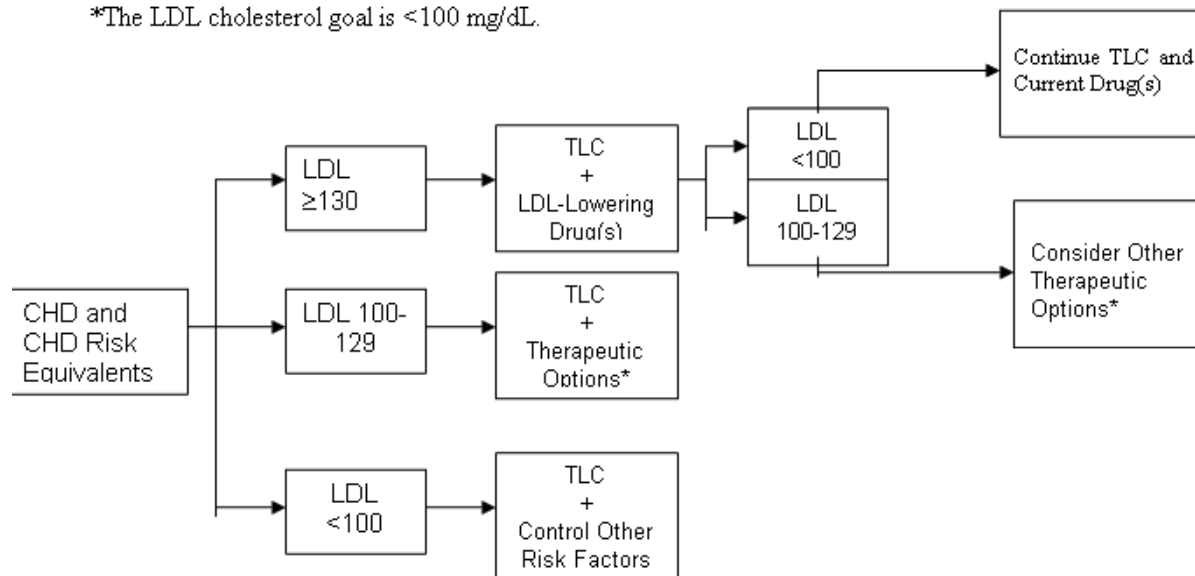 *The LDL cholesterol goal is <100 mg/dL.
CHD and
CHD Risk
Equivalents
LDL
≥130
TLC
+
LDL-Lowering
Drug(s)
LDL
<100
Continue TLC and
Current Drug(s)
LDL
100-129
Consider Other
Therapeutic
Options*
LDL 100-
129
TLC
+
Therapeutic
Options*
LDL
<100
TLC
+
Control Other
Risk Factors